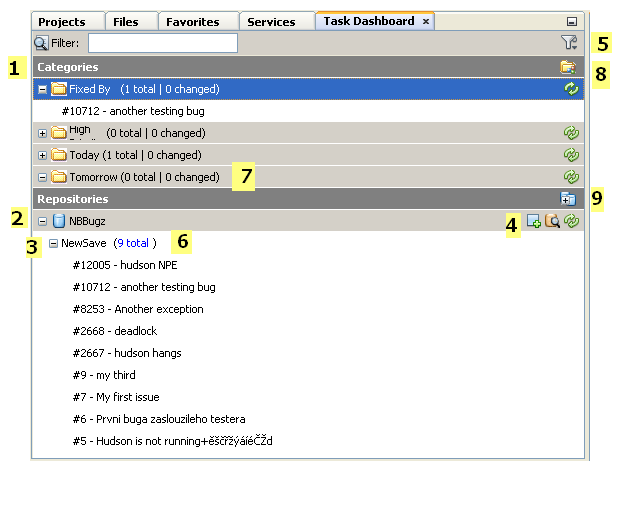 Projects Files Favorites Services Task Dashboard ×
Filter: 5
1 Categories 8
Fixed By (1 total | 0 changed)
#10712 - another testing bug
High (0 total | 0 changed)
Today (1 total | 0 changed)
Tomorrow (0 total | 0 changed) 7
Repositories 9
2 NBBugz 4
3 NewSave (9 total ) 6
#12005 - hudson NPE
#10712 - another testing bug
#8253 - Another exception
#2668 - deadlock
#2667 - hudson hangs
#9 - my third
#7 - My first issue
#6 - Prvni buga zaslouzileho testera
#5 - Hudson is not running+ěščřžýáíéČŽd